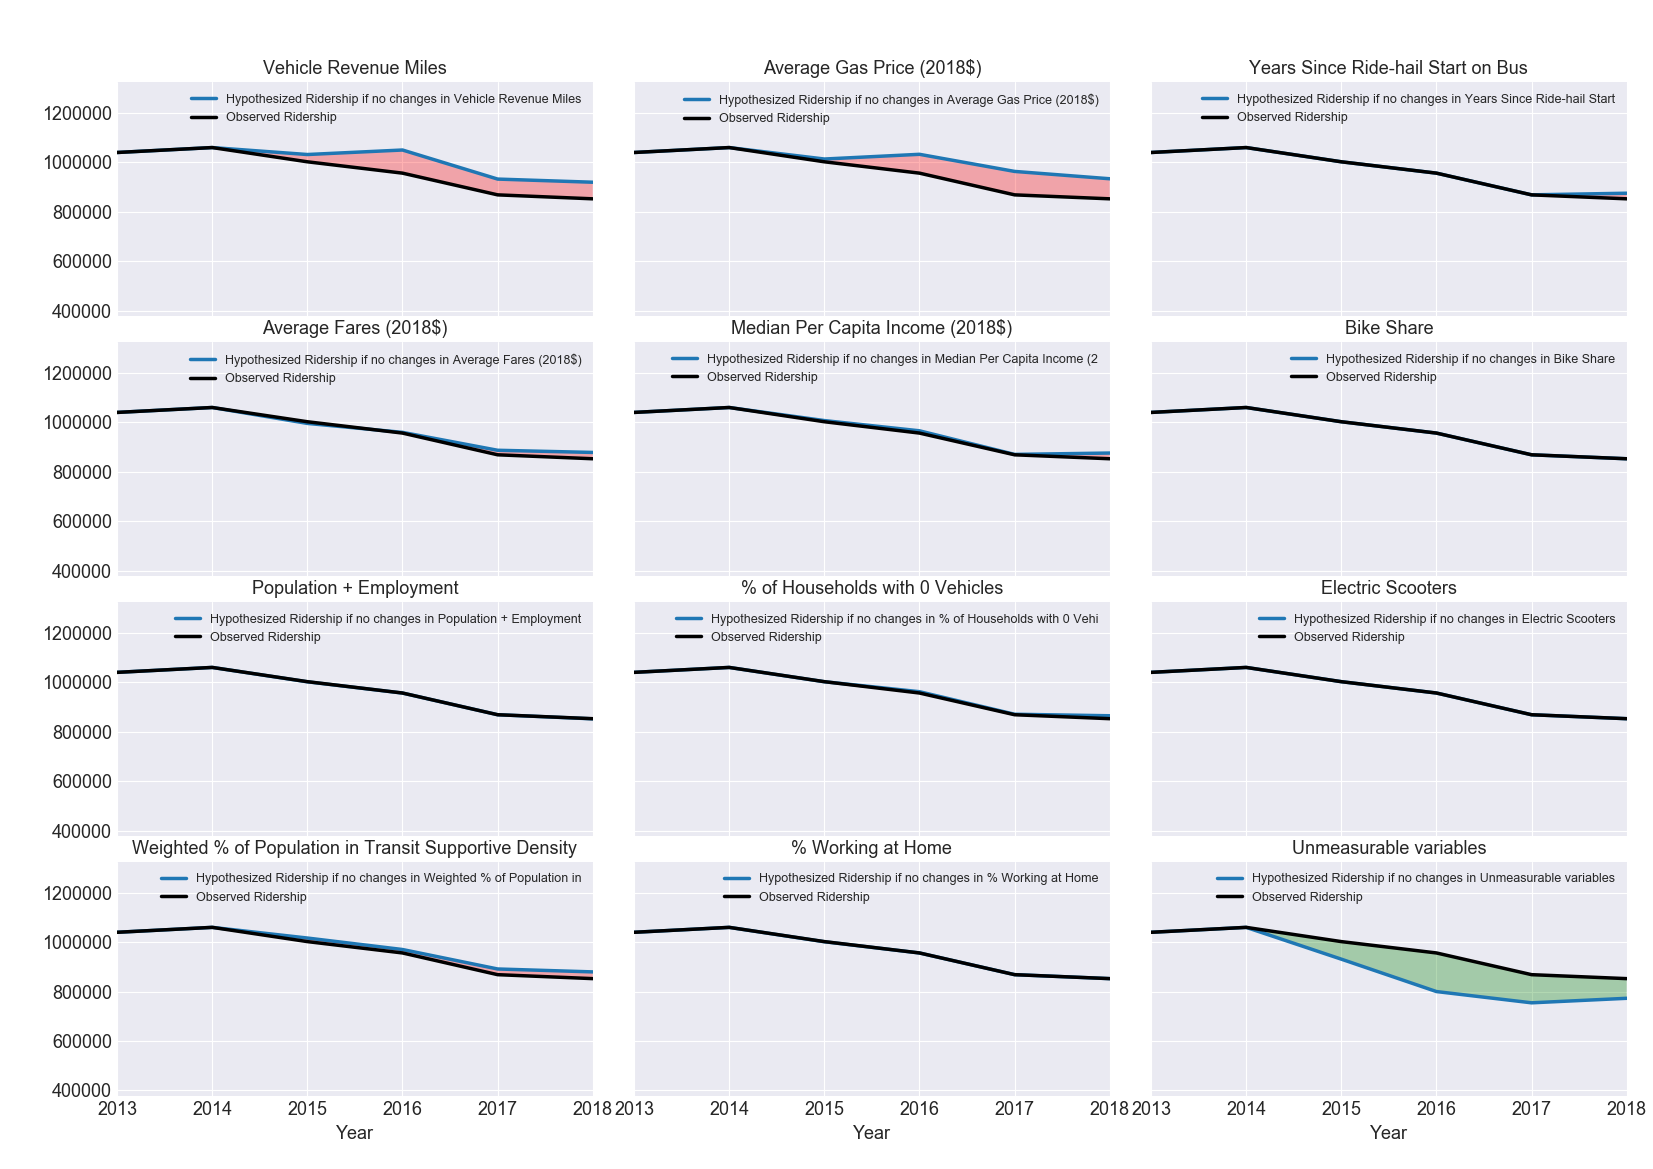 Vehicle Revenue Miles
Hypothesized Ridership if no changes in Vehicle Revenue Miles
Observed Ridership
1200000
1000000
800000
600000
400000
Average Gas Price (2018$)
Hypothesized Ridership if no changes in Average Gas Price (2018$)
Observed Ridership
Years Since Ride-hail Start on Bus
Hypothesized Ridership if no changes in Years Since Ride-hail Start
Observed Ridership
Average Fares (2018$)
Hypothesized Ridership if no changes in Average Fares (2018$)
Observed Ridership
1200000
1000000
800000
600000
400000
Median Per Capita Income (2018$)
Hypothesized Ridership if no changes in Median Per Capita Income (2
Observed Ridership
Bike Share
Hypothesized Ridership if no changes in Bike Share
Observed Ridership
Population + Employment
Hypothesized Ridership if no changes in Population + Employment
Observed Ridership
1200000
1000000
800000
600000
400000
% of Households with 0 Vehicles
Hypothesized Ridership if no changes in % of Households with 0 Vehi
Observed Ridership
Electric Scooters
Hypothesized Ridership if no changes in Electric Scooters
Observed Ridership
Weighted % of Population in Transit Supportive Density
Hypothesized Ridership if no changes in Weighted % of Population in
Observed Ridership
1200000
1000000
800000
600000
400000
2013 2014 2015 2016 2017 2018
Year
% Working at Home
Hypothesized Ridership if no changes in % Working at Home
Observed Ridership
2013 2014 2015 2016 2017 2018
Year
Unmeasurable variables
Hypothesized Ridership if no changes in Unmeasurable variables
Observed Ridership
2013 2014 2015 2016 2017 2018
Year